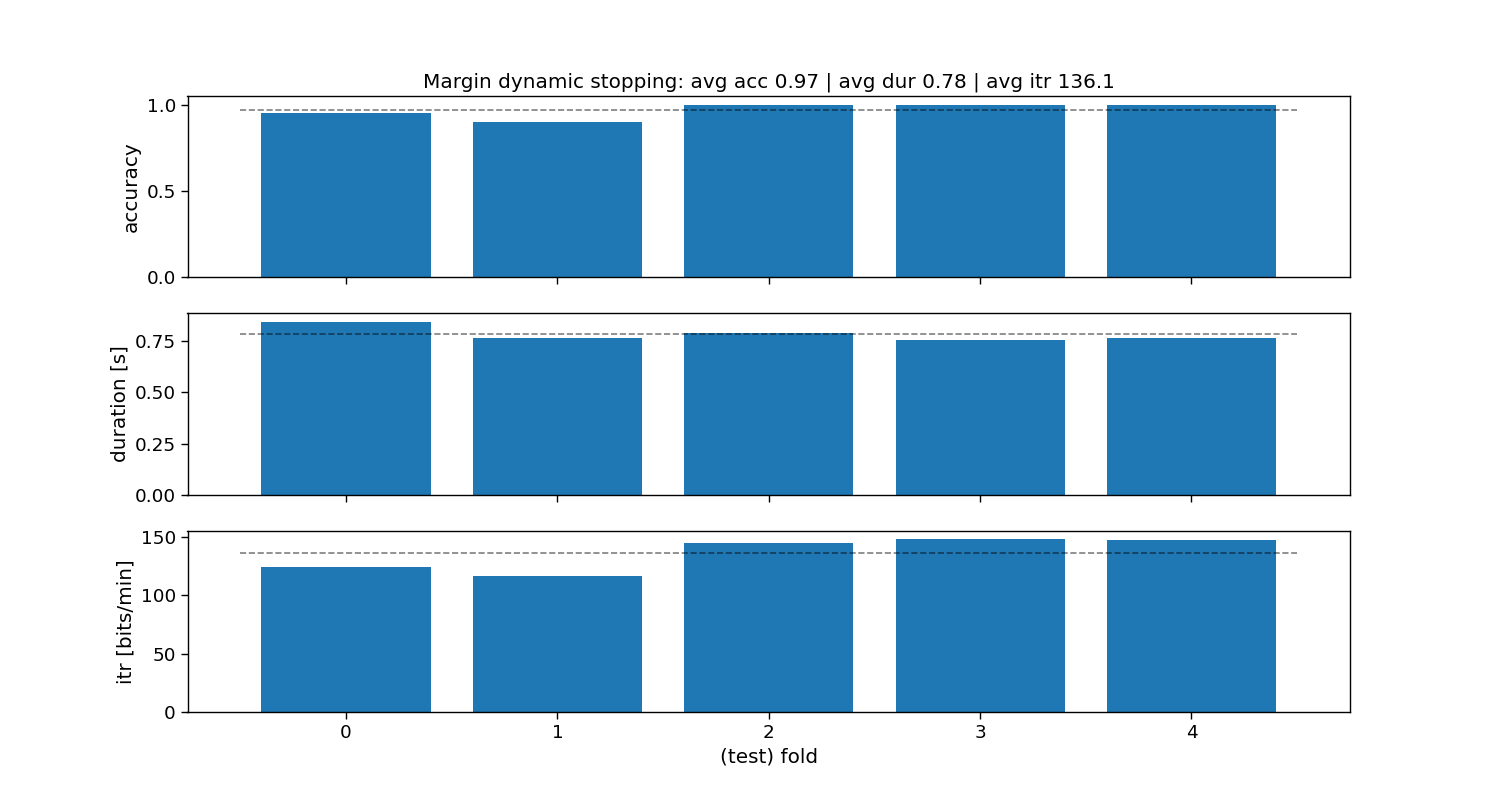 Margin dynamic stopping: avg acc 0.97 | avg dur 0.78 | avg itr 136.1
1.0
0.5
0.0
accuracy
0.75
0.50
0.25
0.00
duration [s]
150
100
50
0
itr [bits/min]
0 1 2 3 4
(test) fold